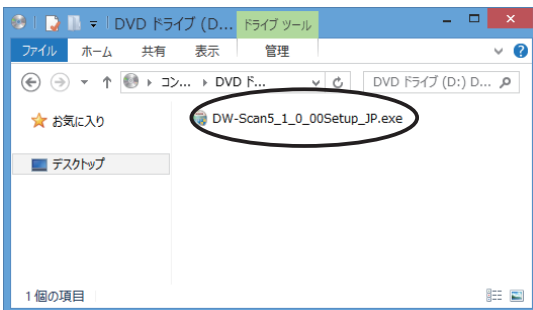 DVD ドライブ (D... ドライブ ツール
ファイル ホーム 共有 表示 管理
コン... DVD ド... DVD ドライブ (D:) D...
お気に入り
DW-Scan5_1_0_00Setup_JP.exe
デスクトップ
1 個の項目